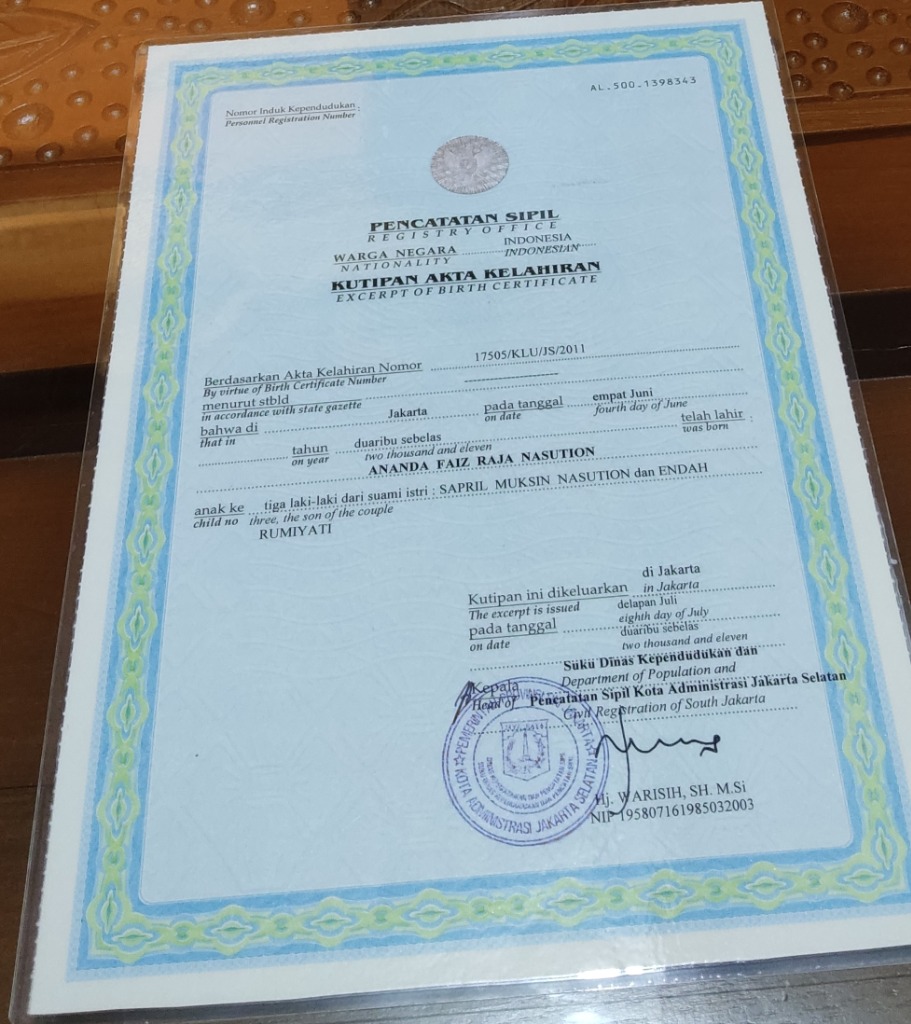 AL.500.1398343
Nomor Induk Kependudukan :
Personnel Registration Number
PENCATATAN SIPIL
REGISTRY OFFICE
WARGA NEGARA INDONESIA
NATIONALITY INDONESIAN
KUTIPAN AKTA KELAHIRAN
EXCERPT OF BIRTH CERTIFICATE
Berdasarkan Akta Kelahiran Nomor 17505/KLU/JS/2011
By virtue of Birth Certificate Number
menurut stbld
in accordance with state gazette
bahwa di Jakarta pada tanggal empat Juni
that in on date fourth day of June
tahun duaribu sebelas telah lahir :
on year two thousand and eleven was born
ANANDA FAIZ RAJA NASUTION
anak ke tiga laki-laki dari suami istri : SAPRIL MUKSIN NASUTION dan ENDAH
child no three, the son of the couple
RUMIYATI
di Jakarta
Kutipan ini dikeluarkan in Jakarta
The excerpt is issued delapan Juli
pada tanggal eighth day of July
on date duaribu sebelas
two thousand and eleven
Suku Dinas Kependudukan dan
Department of Population and
Kepala Pencatatan Sipil Kota Administrasi Jakarta Selatan
Head of Civil Registration of South Jakarta
KOTA ADMINISTRASI JAKARTA SELATAN
Hj. WARISIH, SH. M.Si
NIP 195807161985032003